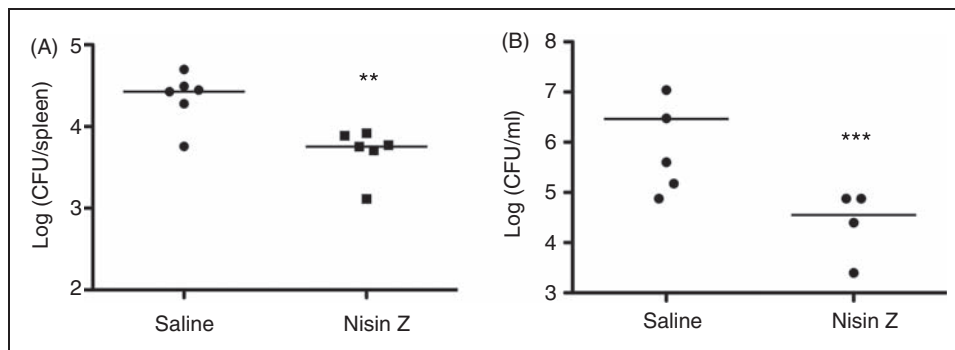 (A)
Log (CFU/spleen)
5
4
3
2
**
Saline
Nisin Z
(B)
Log (CFU/ml)
8
7
6
5
4
3
***
Saline
Nisin Z